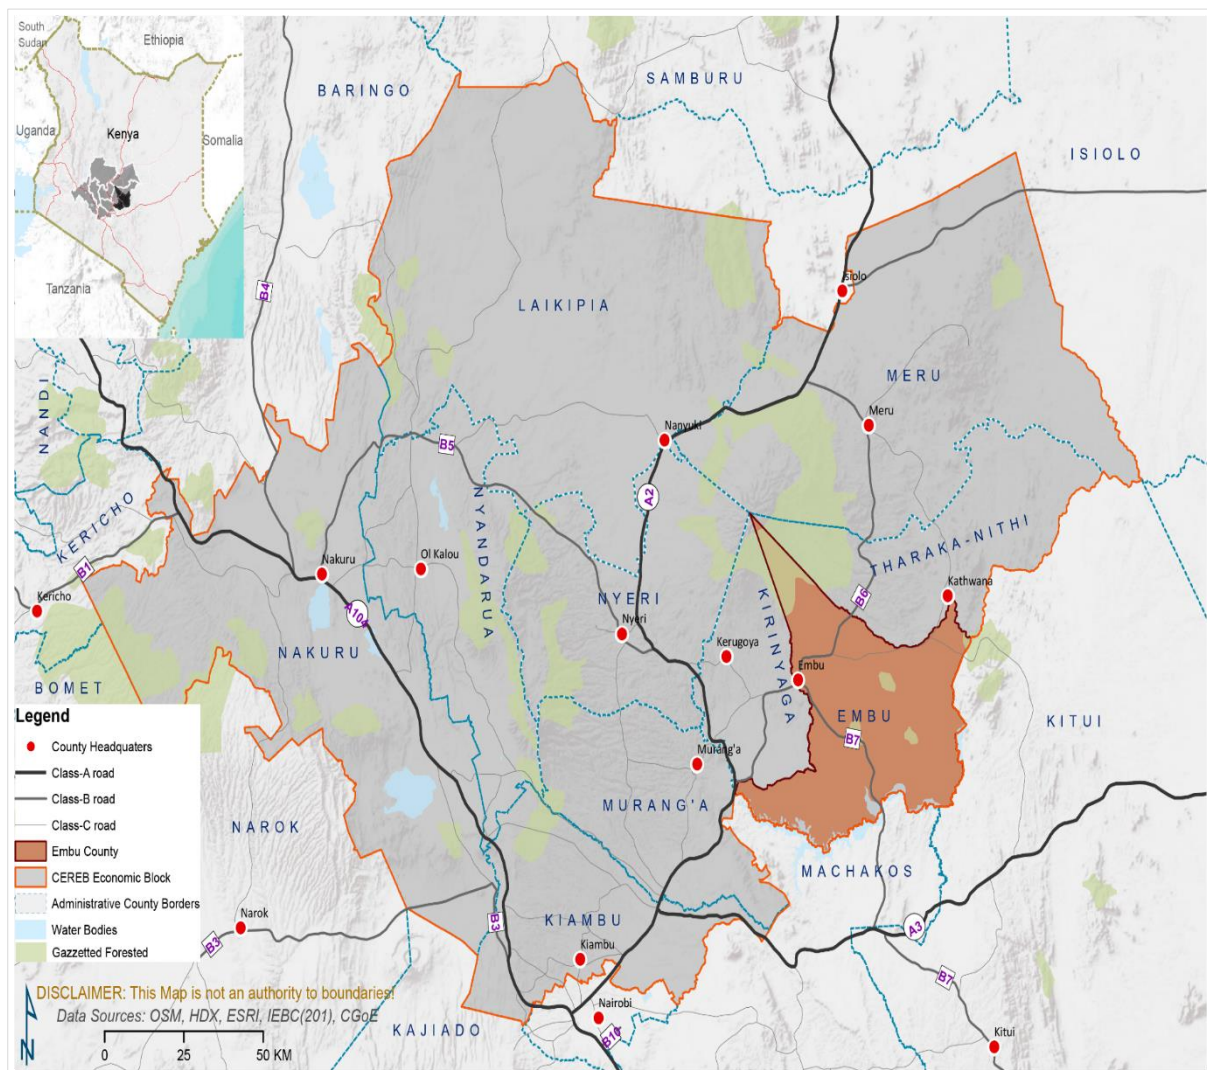 South
Sudan
Ethiopia
Uganda
Kenya
Somalia
Tanzania
BARINGO
SAMBURU
ISIOLO
B4
Isiolo
LAIKIPIA
MERU
Meru
NANDI
Nanyuki
B5
A2
KERICHO
NYANDARUA
THARAKA-NITHI
B1
Nakuru
Ol Kalou
Kathwana
Kericho
A104
NYERI
B6
Nyeri
KIRINYAGA
Kerugoya
NAKURU
Embu
BOMET
EMBU
KITUI
B7
Murang'a
MURANG'A
NAROK
MACHAKOS
KIAMBU
Narok
B3
B3
A3
Kiambu
B7
Nairobi
KAJIADO
B10
Kitui
Legend
County Headquaters
Class-A road
Class-B road
Class-C road
Embu County
CEREB Economic Block
Administrative County Borders
Water Bodies
Gazzetted Forested
DISCLAIMER: This Map is not an authority to boundaries!
Data Sources: OSM, HDX, ESRI, IEBC(201), CGoE
N
0 25 50 KM